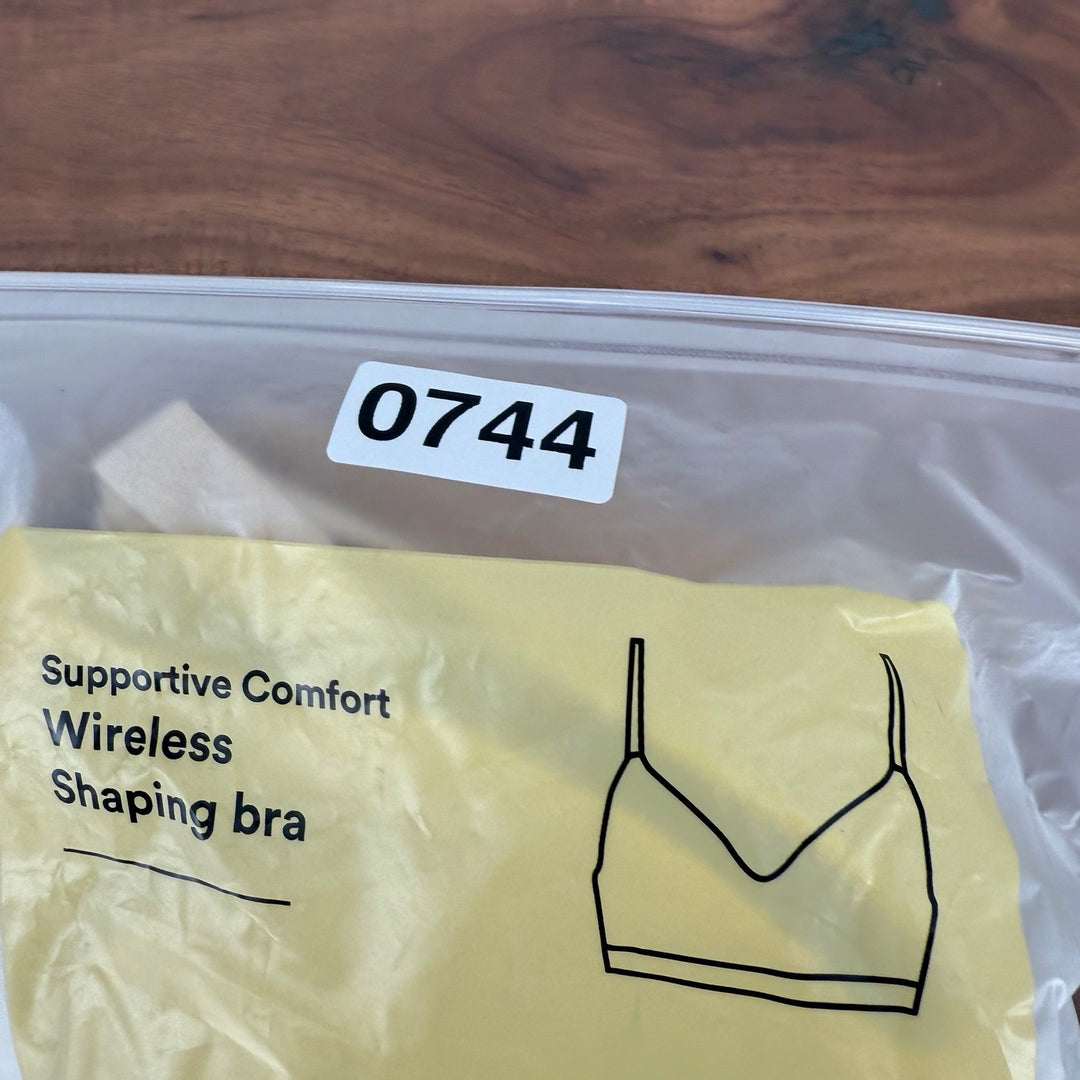 0744
Supportive Comfort
Wireless
Shaping bra